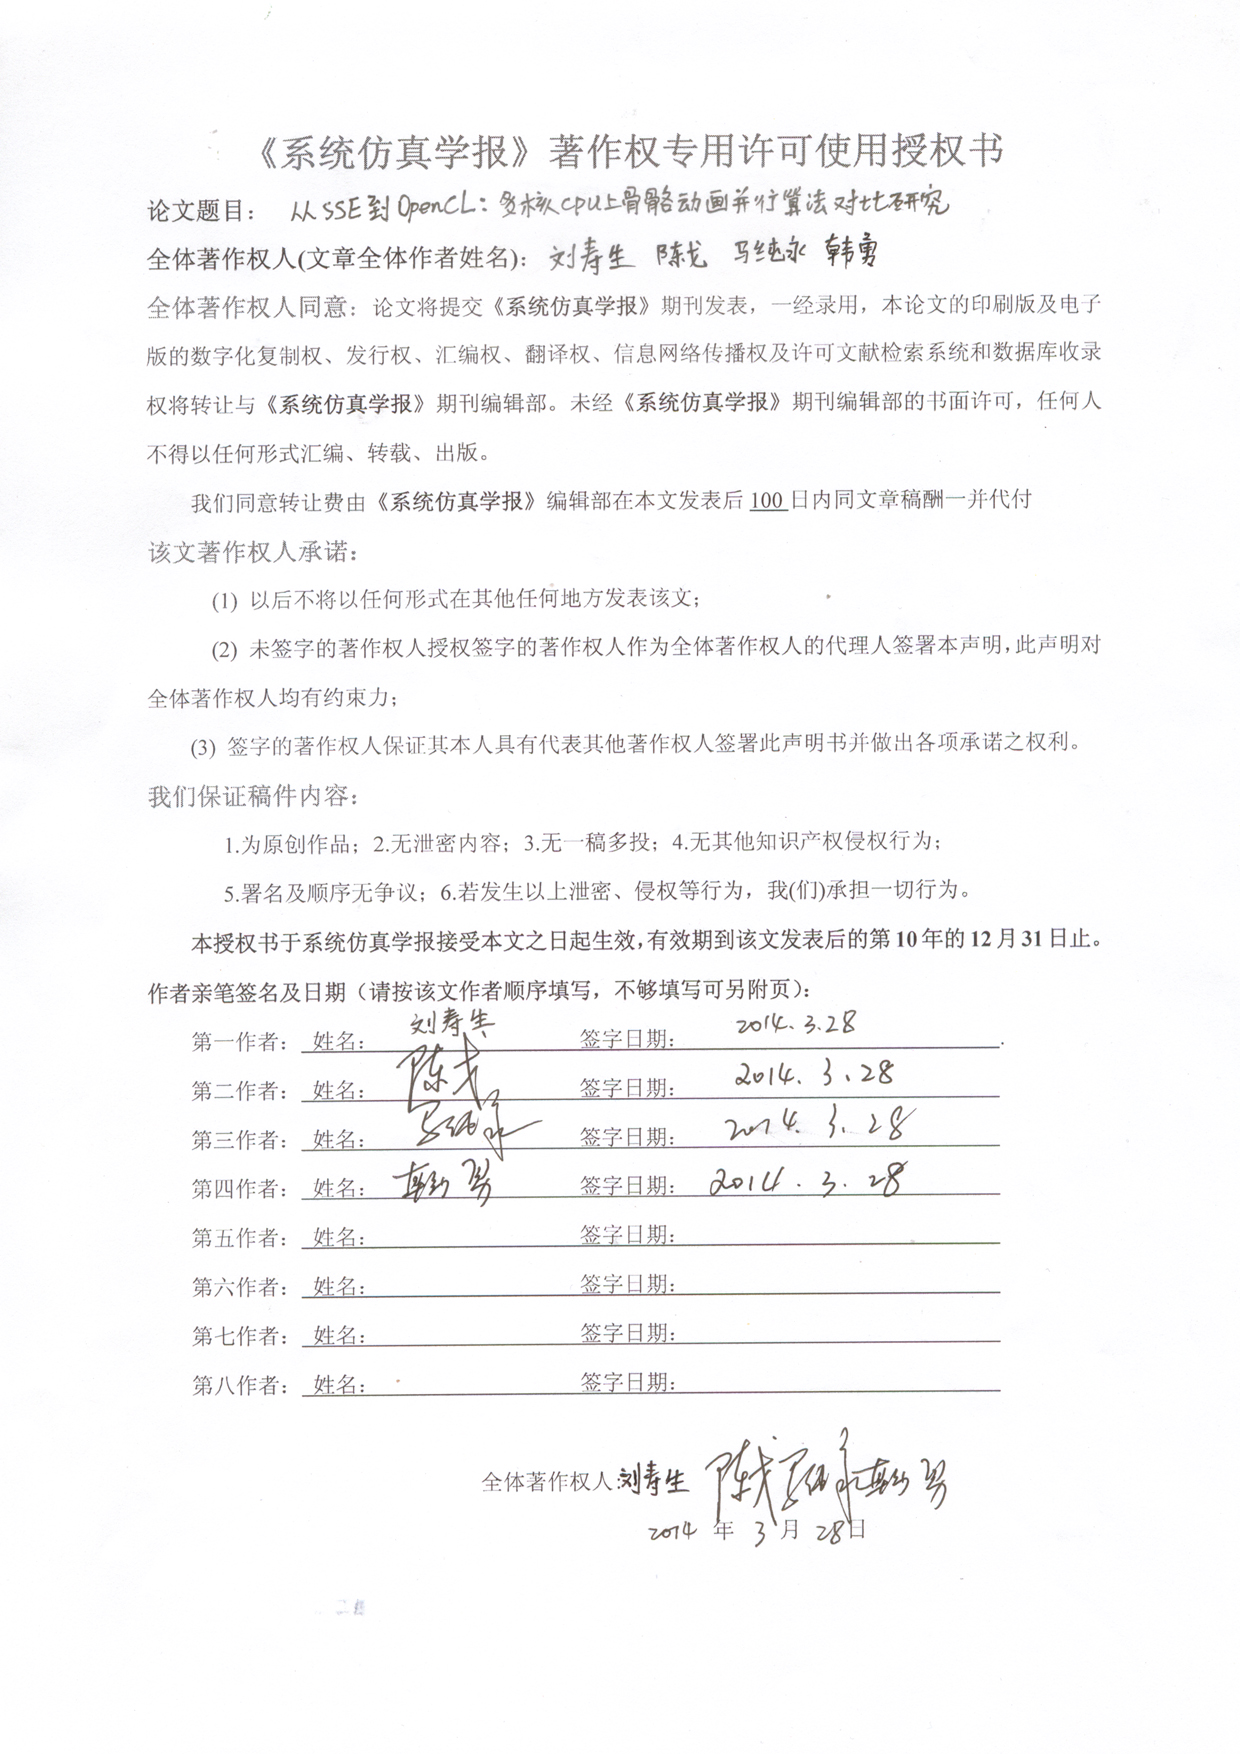 《系统仿真学报》著作权专用许可使用授权书
论文题目： 从SSE到OpenCL：多核CPU上骨骼动画并行算法对比研究
全体著作权人(文章全体作者姓名)： 刘寿生 陈戈 马纯永 韩勇
全体著作权人同意：论文将提交《系统仿真学报》期刊发表，一经录用，本论文的印刷版及电子
版的数字化复制权、发行权、汇编权、翻译权、信息网络传播权及许可文献检索系统和数据库收录
权将转让与《系统仿真学报》期刊编辑部。未经《系统仿真学报》期刊编辑部的书面许可，任何人
不得以任何形式汇编、转载、出版。
我们同意转让费由《系统仿真学报》编辑部在本文发表后 100 日内同文章稿酬一并代付
该文著作权人承诺：
(1) 以后不将以任何形式在其他任何地方发表该文；
(2) 未签字的著作权人授权签字的著作权人作为全体著作权人的代理人签署本声明，此声明对
全体著作权人均有约束力；
(3) 签字的著作权人保证其本人具有代表其他著作权人签署此声明书并做出各项承诺之权利。
我们保证稿件内容：
1.为原创作品；2.无泄密内容；3.无一稿多投；4.无其他知识产权侵权行为；
5.署名及顺序无争议；6.若发生以上泄密、侵权等行为，我(们)承担一切行为。
本授权书于系统仿真学报接受本文之日起生效，有效期到该文发表后的第 10 年的 12 月 31 日止。
作者亲笔签名及日期（请按该文作者顺序填写，不够填写可另附页）：
第一作者： 姓名： 刘寿生 签字日期： 2014.3.28
第二作者： 姓名： 陈戈 签字日期： 2014.3.28
第三作者： 姓名： 马纯永 签字日期： 2014.3.28
第四作者： 姓名： 韩勇 签字日期： 2014.3.28
第五作者： 姓名： 签字日期：
第六作者： 姓名： 签字日期：
第七作者： 姓名： 签字日期：
第八作者： 姓名： 签字日期：
全体著作权人：刘寿生 陈戈 马纯永 韩勇
2014 年 3 月 28 日